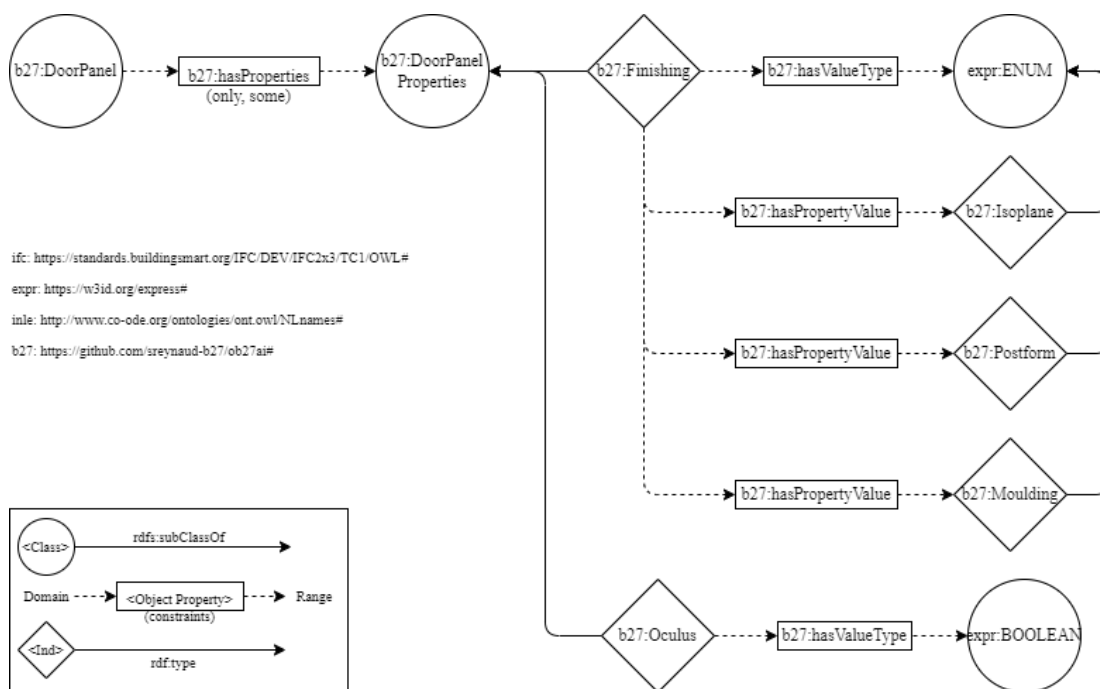 b27:DoorPanel
b27:hasProperties
(only, some)
b27:DoorPanel
Properties
b27:Finishing
b27:hasValueType
expr:ENUM
b27:hasPropertyValue
b27:Isoplane
ifc: https://standards.buildingsmart.org/IFC/DEV/IFC2x3/TC1/OWL#
expr: https://w3id.org/express#
inle: http://www.co-ode.org/ontologies/ont.owl/NLnames#
b27: https://github.com/sreynaud-b27/ob27ai#
b27:hasPropertyValue
b27:Postform
b27:hasPropertyValue
b27:Moulding
<Class>
rdfs:subClassOf
Domain
<Object Property>
(constraints)
Range
<Ind>
rdf:type
b27:Oculus
b27:hasValueType
expr:BOOLEAN